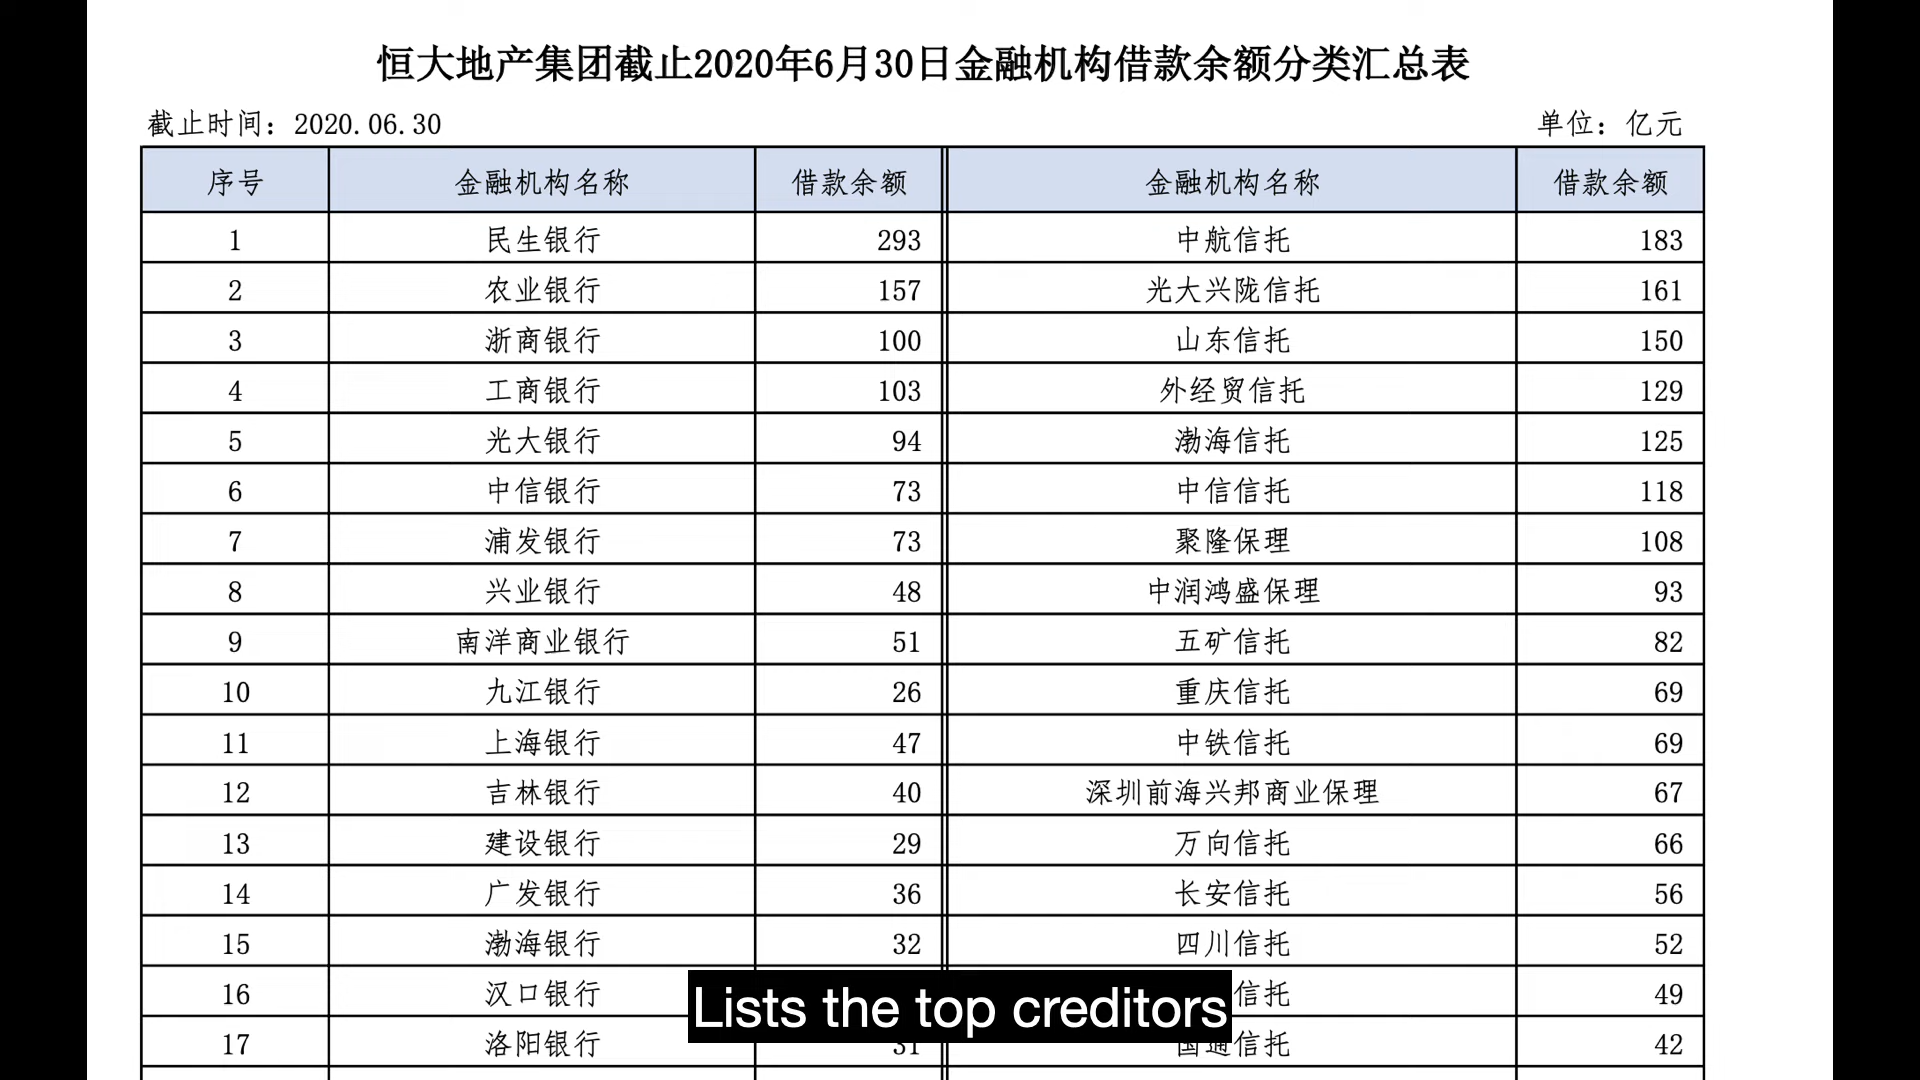 恒大地产集团截止2020年6月30日金融机构借款余额分类汇总表
截止时间：2020.06.30 单位：亿元
序号 金融机构名称 借款余额 金融机构名称 借款余额
1 民生银行 293 中航信托 183
2 农业银行 157 光大兴陇信托 161
3 浙商银行 100 山东信托 150
4 工商银行 103 外经贸信托 129
5 光大银行 94 渤海信托 125
6 中信银行 73 中信信托 118
7 浦发银行 73 聚隆保理 108
8 兴业银行 48 中润鸿盛保理 93
9 南洋商业银行 51 五矿信托 82
10 九江银行 26 重庆信托 69
11 上海银行 47 中铁信托 69
12 吉林银行 40 深圳前海兴邦商业保理 67
13 建设银行 29 万向信托 66
14 广发银行 36 长安信托 56
15 渤海银行 32 四川信托 52
16 汉口银行 信托 49
Lists the top creditors
17 洛阳银行 31 国通信托 42